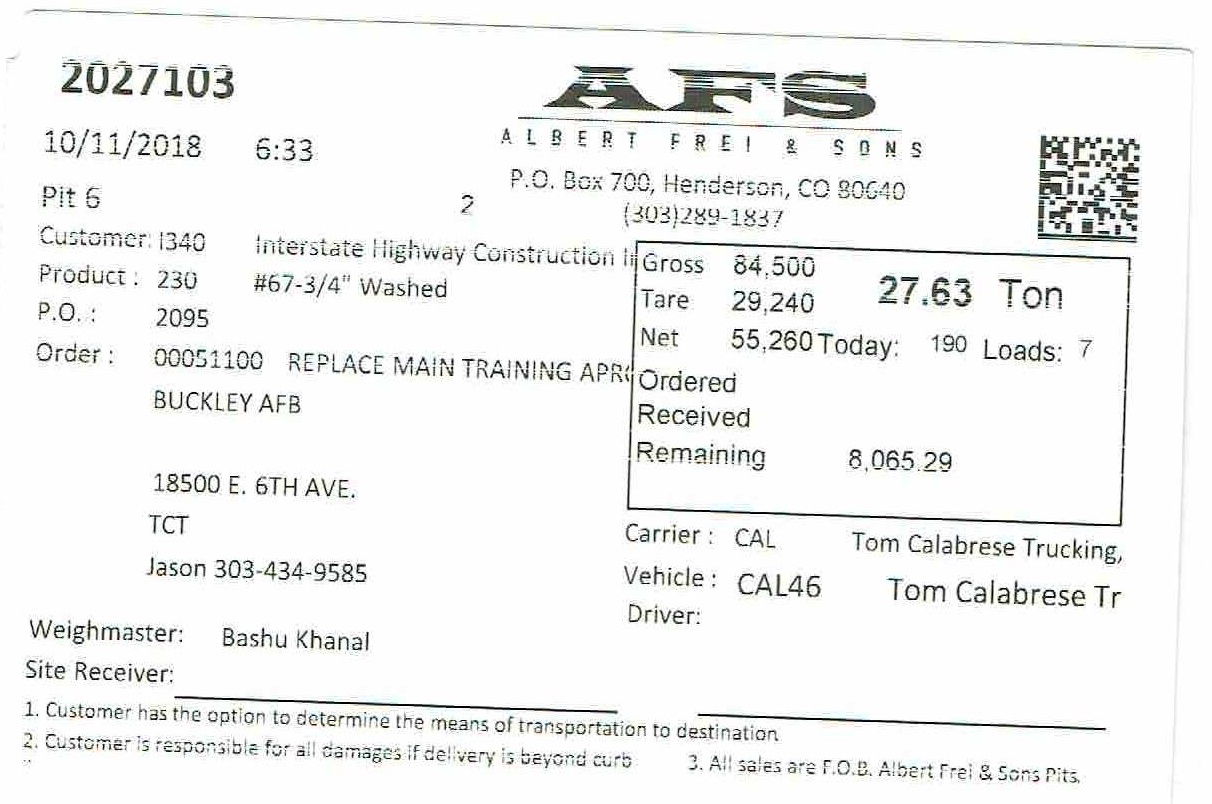 2027103
AFS
ALBERT FREI & SONS
10/11/2018 6:33
P.O. Box 700, Henderson, CO 80640
(303)289-1837
Pit 6 2
Customer: I340 Interstate Highway Construction I
Product : 230 #67-3/4" Washed
P.O. : 2095
Order : 00051100 REPLACE MAIN TRAINING APR
BUCKLEY AFB
18500 E. 6TH AVE.
TCT
Jason 303-434-9585
Gross 84,500 27.63 Ton
Tare 29,240
Net 55,260 Today: 190 Loads: 7
Ordered
Received
Remaining 8,065.29
Carrier : CAL Tom Calabrese Trucking,
Vehicle : CAL46 Tom Calabrese Tr
Driver:
Weighmaster: Bashu Khanal
Site Receiver:
1. Customer has the option to determine the means of transportation to destination
2. Customer is responsible for all damages if delivery is beyond curb
3. All sales are F.O.B. Albert Frei & Sons Pits.